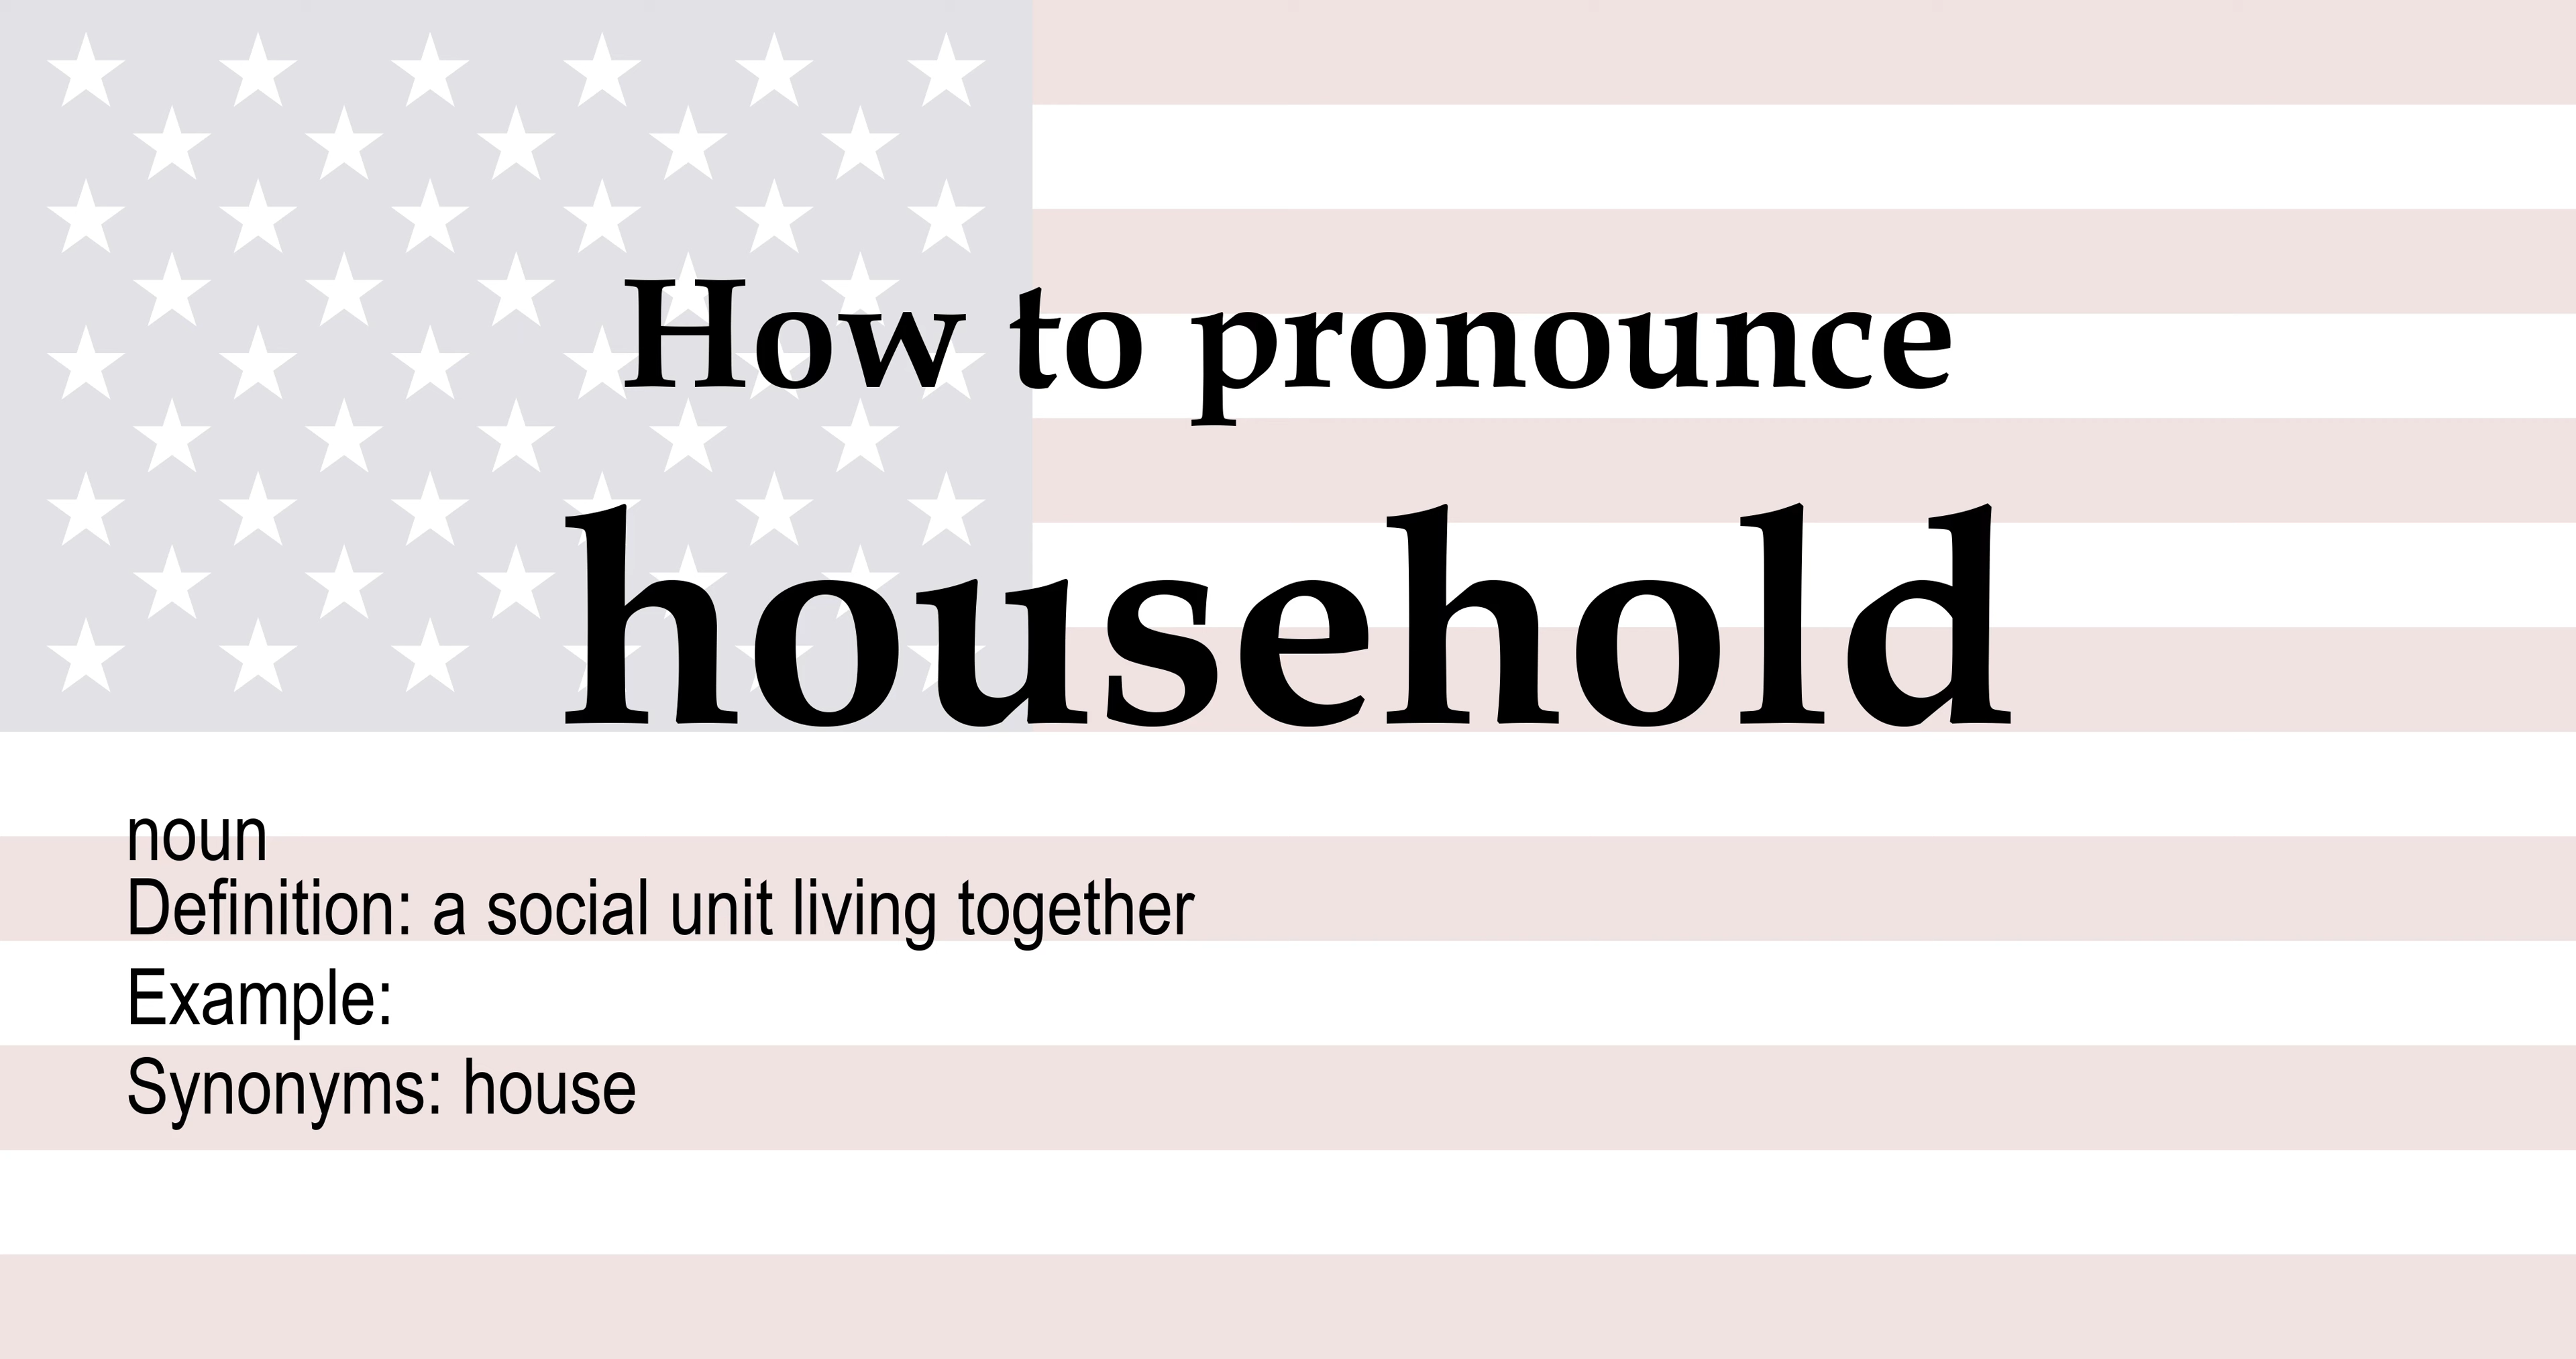 How to pronounce
household
noun
Definition: a social unit living together
Example:
Synonyms: house